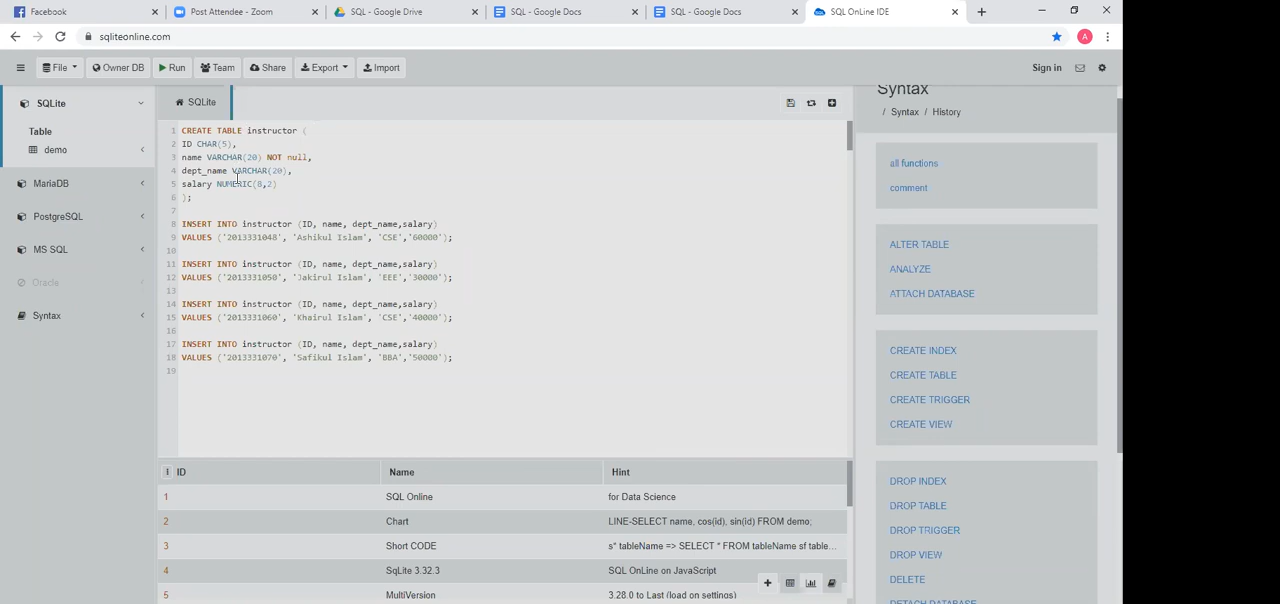 Facebook
Post Attendee - Zoom
SQL - Google Drive
SQL - Google Docs
SQL - Google Docs
SQL OnLine IDE
sqliteonline.com
A
File
Owner DB
Run
Team
Share
Export
Import
Sign in
SQLite
Table
demo
MariaDB
PostgreSQL
MS SQL
Oracle
Syntax
SQLite
1 CREATE TABLE instructor (
2 ID CHAR(5),
3 name VARCHAR(20) NOT null,
4 dept_name VARCHAR(20),
5 salary NUMERIC(8,2)
6 );
7
8 INSERT INTO instructor (ID, name, dept_name,salary)
9 VALUES ('2013331048', 'Ashikul Islam', 'CSE','60000');
10
11 INSERT INTO instructor (ID, name, dept_name,salary)
12 VALUES ('2013331050', 'Jakirul Islam', 'EEE','30000');
13
14 INSERT INTO instructor (ID, name, dept_name,salary)
15 VALUES ('2013331060', 'Khairul Islam', 'CSE','40000');
16
17 INSERT INTO instructor (ID, name, dept_name,salary)
18 VALUES ('2013331070', 'Safikul Islam', 'BBA','50000');
19
i ID Name Hint
1 SQL Online for Data Science
2 Chart LINE-SELECT name, cos(id), sin(id) FROM demo;
3 Short CODE s* tableName => SELECT * FROM tableName sf table...
4 SqLite 3.32.3 SQL OnLine on JavaScript
5 MultiVersion 3.28.0 to Last (load on settings)
Syntax
/ Syntax / History
all functions
comment
ALTER TABLE
ANALYZE
ATTACH DATABASE
CREATE INDEX
CREATE TABLE
CREATE TRIGGER
CREATE VIEW
DROP INDEX
DROP TABLE
DROP TRIGGER
DROP VIEW
DELETE
DETACH DATABASE